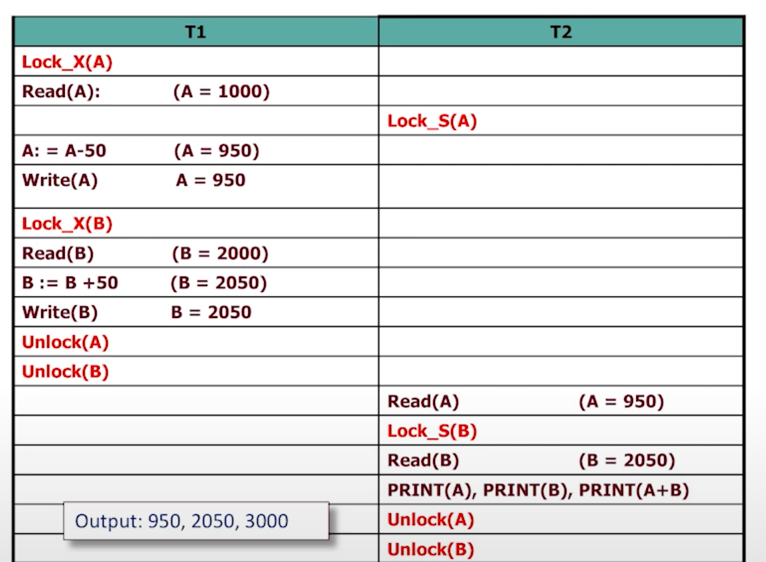 T1 T2
Lock_X(A)
Read(A): (A = 1000)
Lock_S(A)
A: = A-50 (A = 950)
Write(A) A = 950
Lock_X(B)
Read(B) (B = 2000)
B := B +50 (B = 2050)
Write(B) B = 2050
Unlock(A)
Unlock(B)
Read(A) (A = 950)
Lock_S(B)
Read(B) (B = 2050)
PRINT(A), PRINT(B), PRINT(A+B)
Output: 950, 2050, 3000 Unlock(A)
Unlock(B)